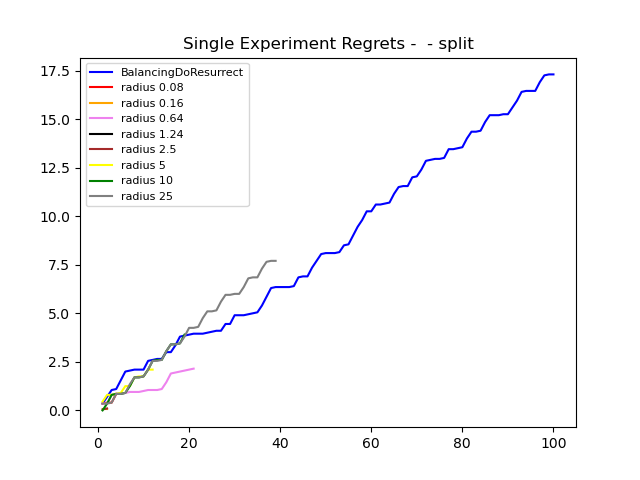 Single Experiment Regrets -  - split
17.5
15.0
12.5
10.0
7.5
5.0
2.5
0.0
BalancingDoResurrect
radius 0.08
radius 0.16
radius 0.64
radius 1.24
radius 2.5
radius 5
radius 10
radius 25
0 20 40 60 80 100